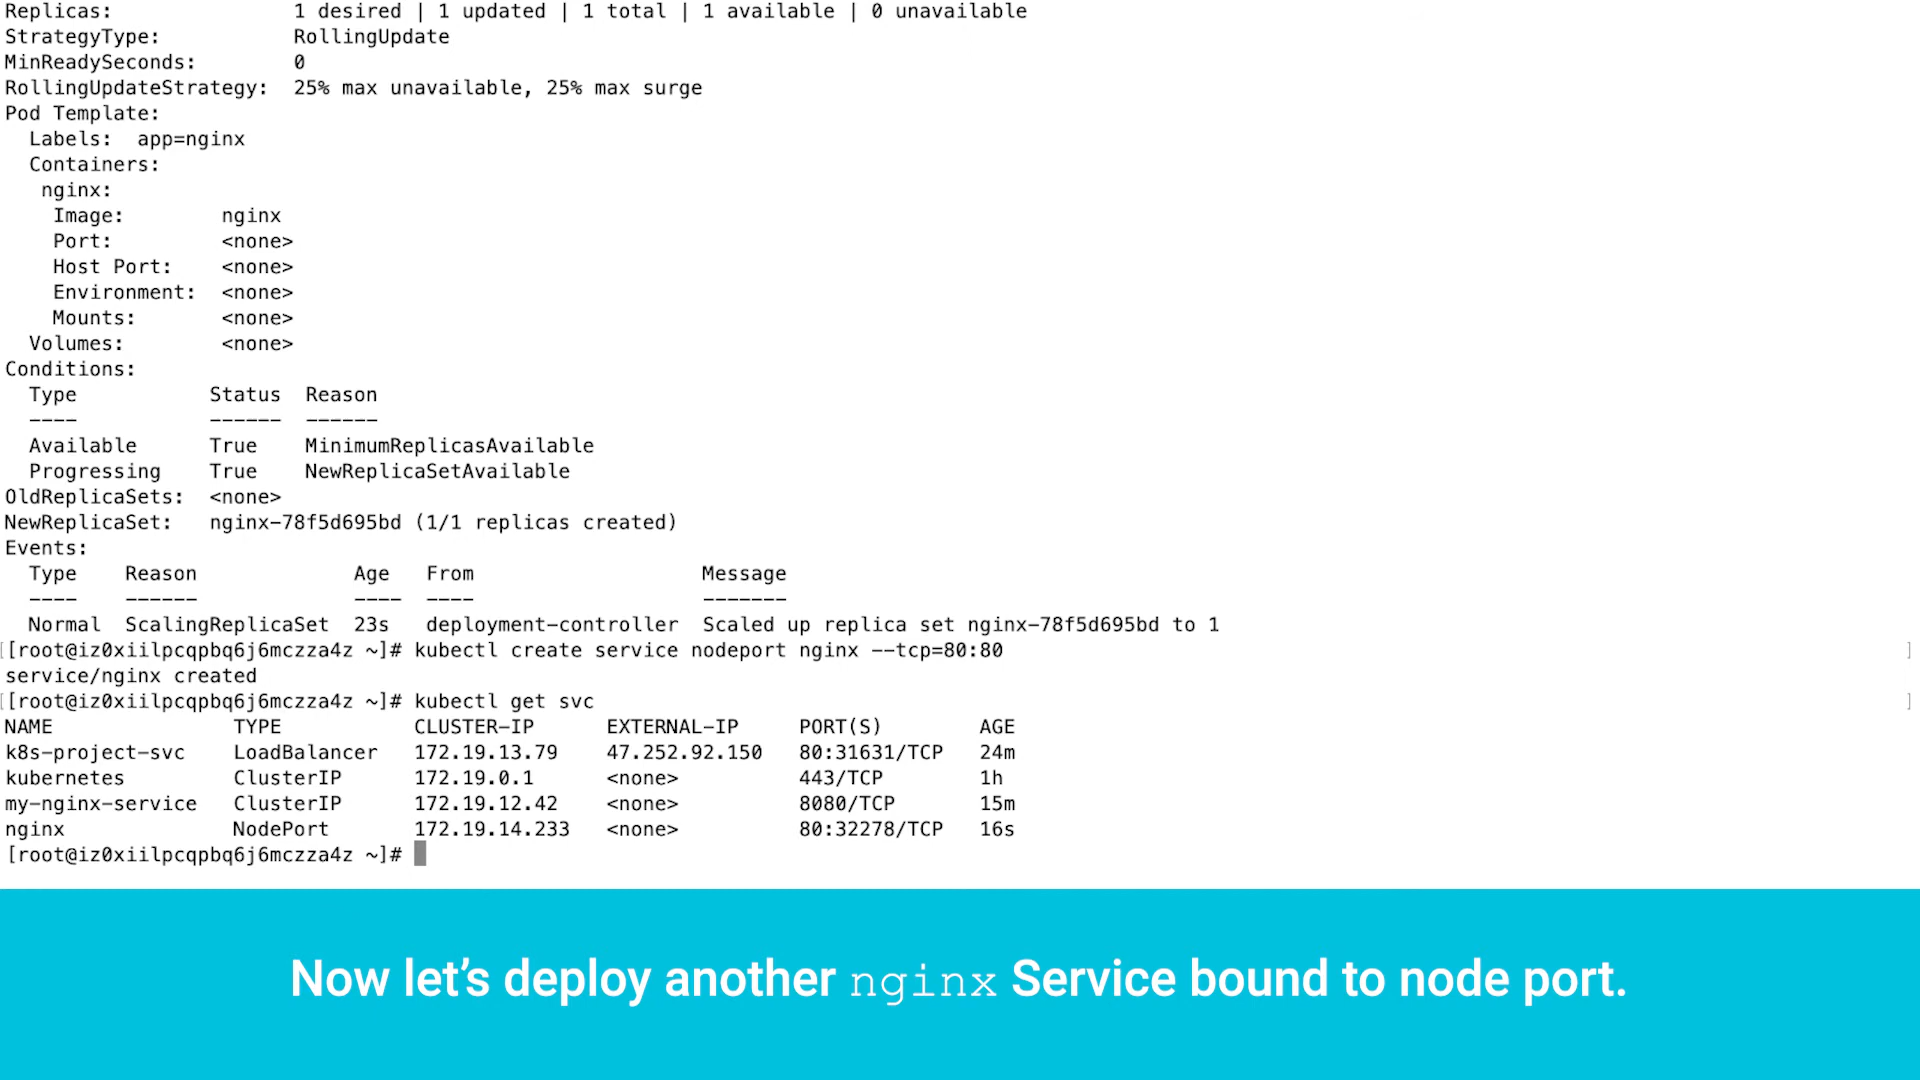 Replicas:               1 desired | 1 updated | 1 total | 1 available | 0 unavailable
StrategyType:           RollingUpdate
MinReadySeconds:        0
RollingUpdateStrategy:  25% max unavailable, 25% max surge
Pod Template:
  Labels:  app=nginx
  Containers:
   nginx:
    Image:        nginx
    Port:         <none>
    Host Port:    <none>
    Environment:  <none>
    Mounts:       <none>
  Volumes:        <none>
Conditions:
  Type           Status  Reason
  ----           ------  ------
  Available      True    MinimumReplicasAvailable
  Progressing    True    NewReplicaSetAvailable
OldReplicaSets:  <none>
NewReplicaSet:   nginx-78f5d695bd (1/1 replicas created)
Events:
  Type    Reason             Age   From                   Message
  ----    ------             ----  ----                   -------
  Normal  ScalingReplicaSet  23s   deployment-controller  Scaled up replica set nginx-78f5d695bd to 1
[[root@iz0xiilpcqpbq6j6mczza4z ~]# kubectl create service nodeport nginx --tcp=80:80 ]
service/nginx created
[[root@iz0xiilpcqpbq6j6mczza4z ~]# kubectl get svc ]
NAME               TYPE           CLUSTER-IP      EXTERNAL-IP     PORT(S)        AGE
k8s-project-svc    LoadBalancer   172.19.13.79    47.252.92.150   80:31631/TCP   24m
kubernetes         ClusterIP      172.19.0.1      <none>          443/TCP        1h
my-nginx-service   ClusterIP      172.19.12.42    <none>          8080/TCP       15m
nginx              NodePort       172.19.14.233   <none>          80:32278/TCP   16s
[root@iz0xiilpcqpbq6j6mczza4z ~]#
Now let’s deploy another nginx Service bound to node port.